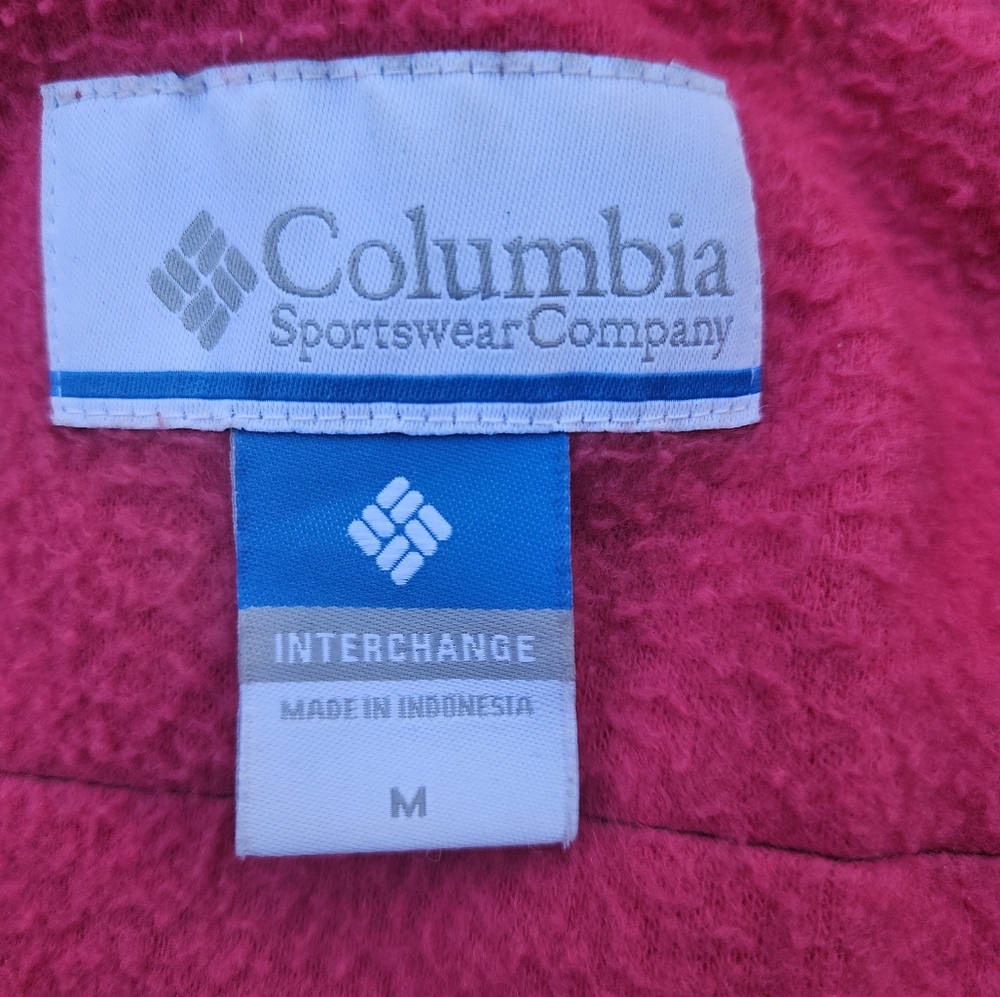 Columbia
Sportswear Company
INTERCHANGE
MADE IN INDONESIA
M